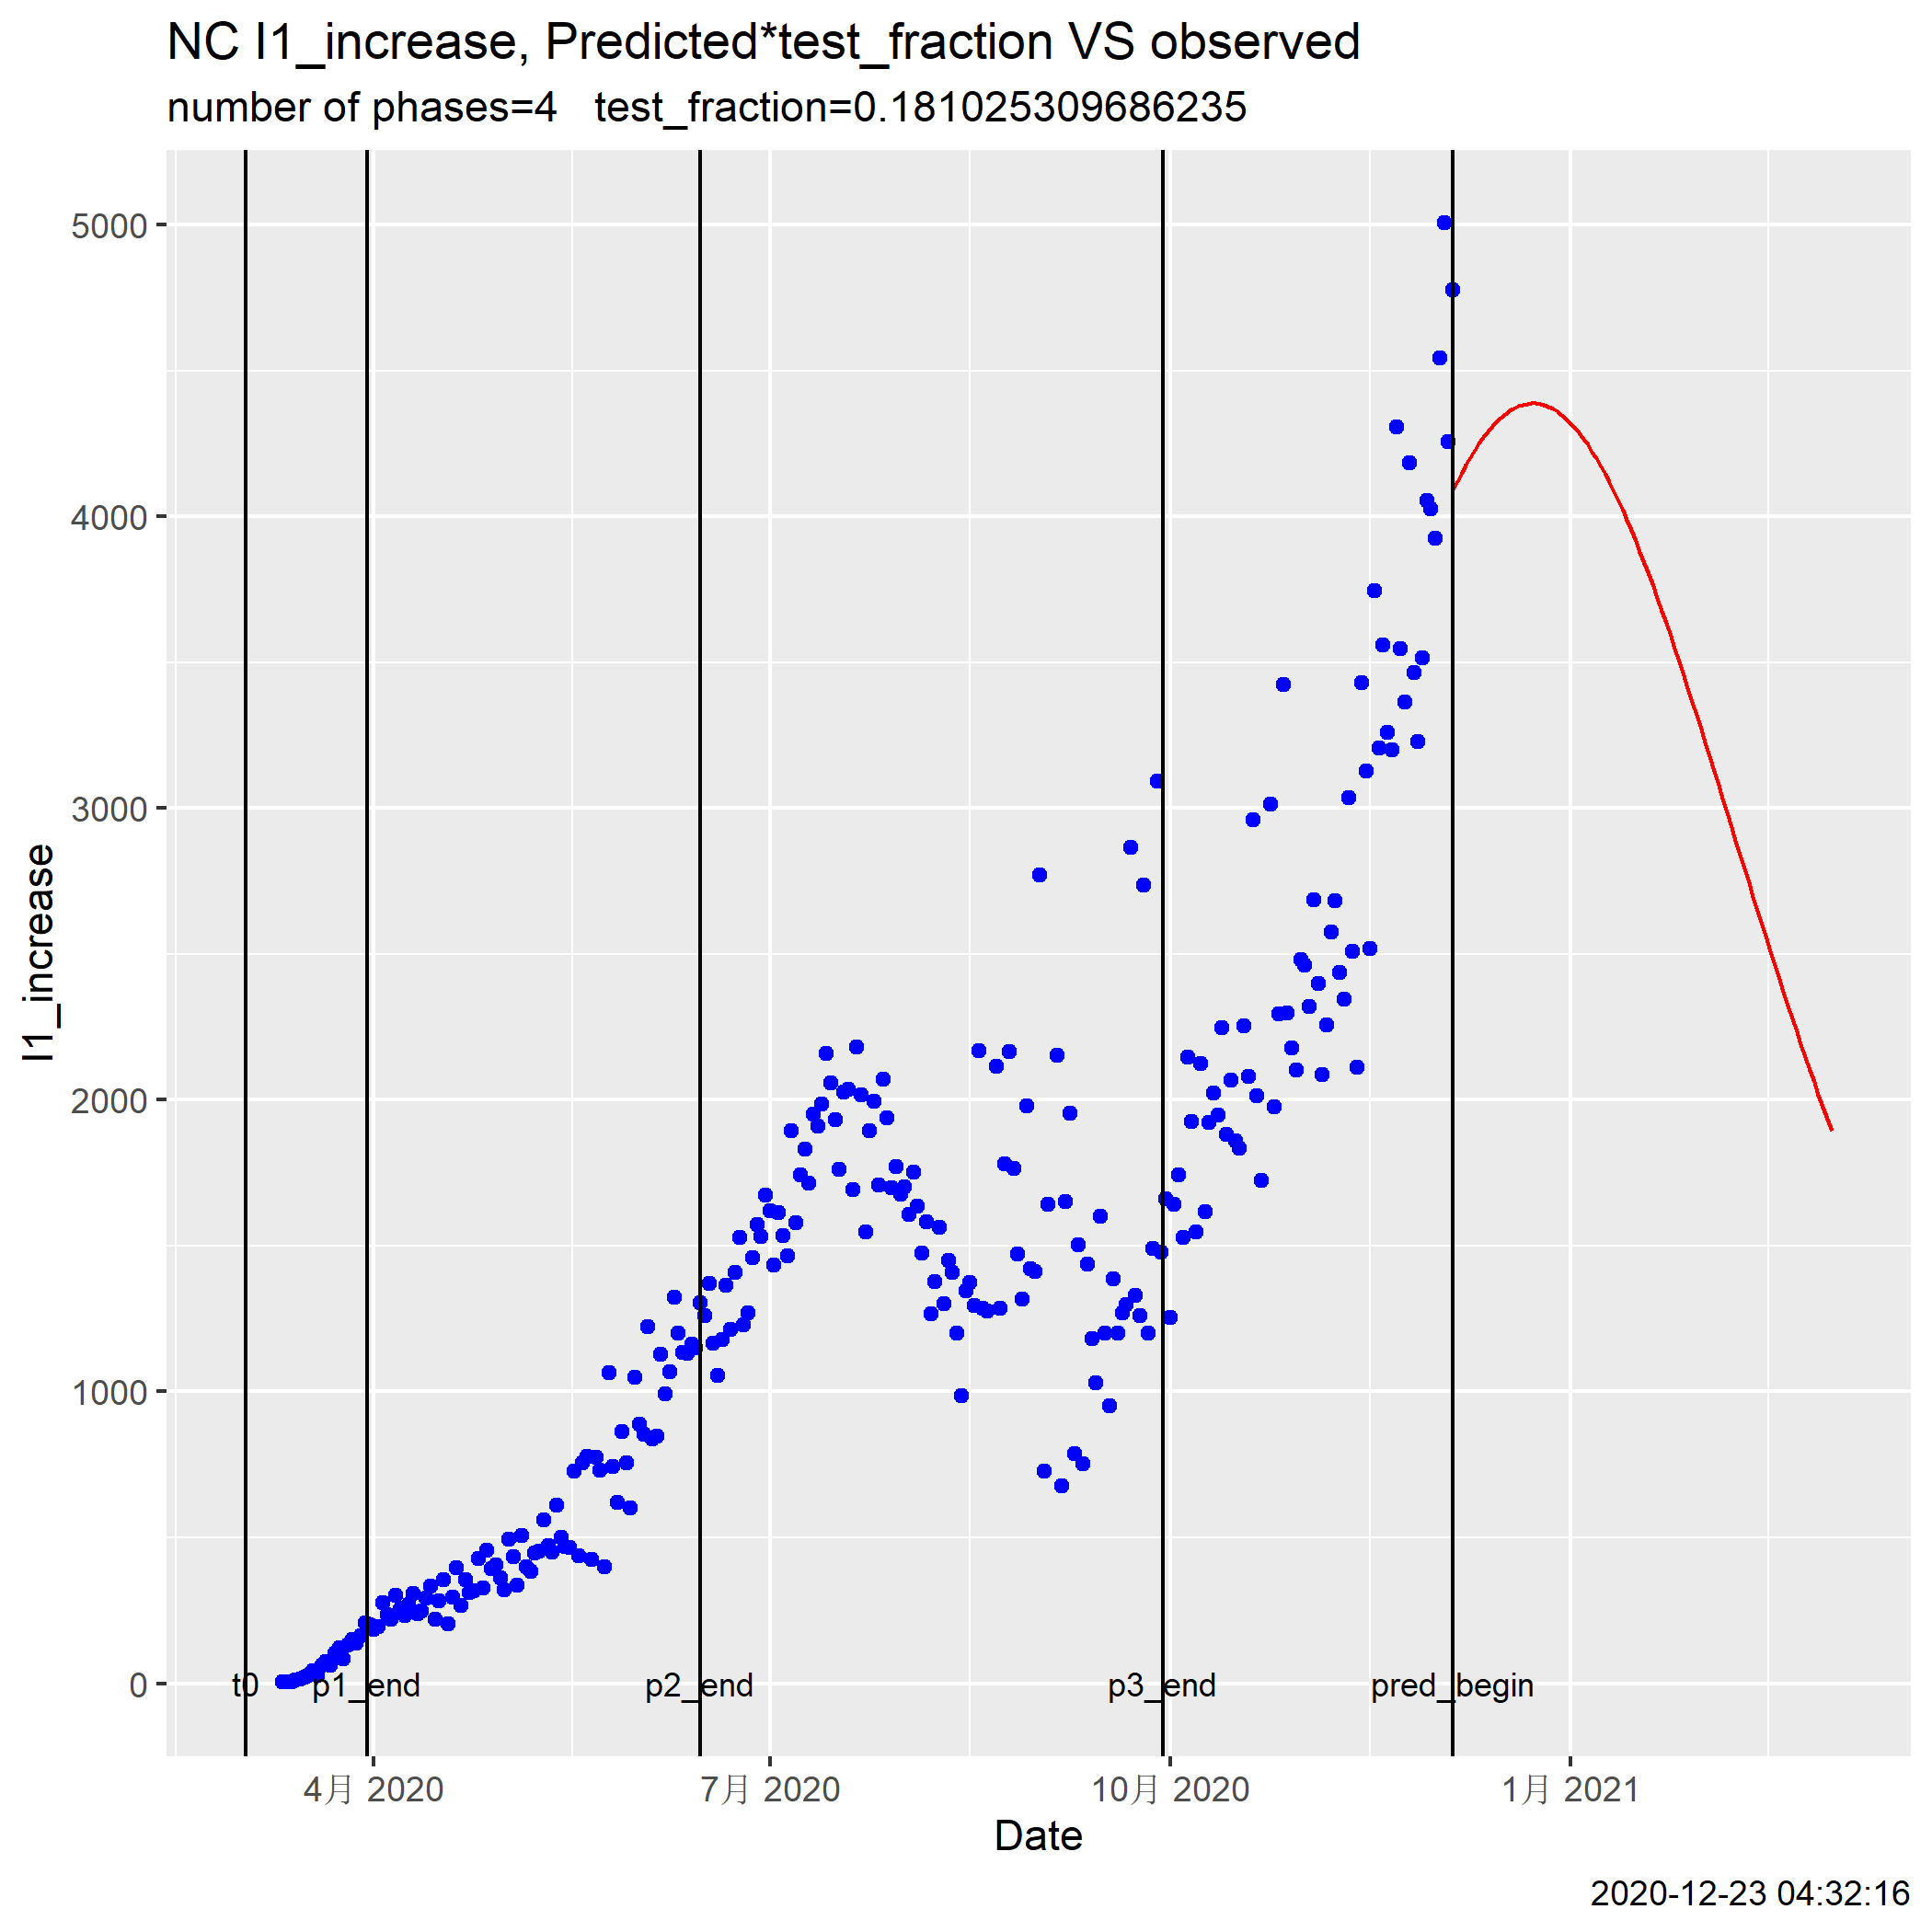 NC I1_increase, Predicted*test_fraction VS observed
number of phases=4   test_fraction=0.181025309686235
5000
4000
3000
2000
1000
0
I1_increase
t0
p1_end
p2_end
p3_end
pred_begin
4月 2020
7月 2020
10月 2020
1月 2021
Date
2020-12-23 04:32:16